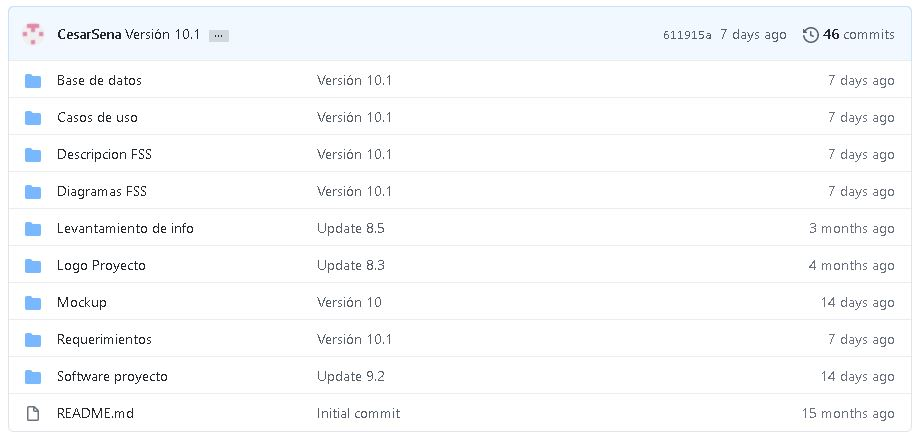 CesarSena Versión 10.1 ... 611915a 7 days ago 46 commits
Base de datos Versión 10.1 7 days ago
Casos de uso Versión 10.1 7 days ago
Descripcion FSS Versión 10.1 7 days ago
Diagramas FSS Versión 10.1 7 days ago
Levantamiento de info Update 8.5 3 months ago
Logo Proyecto Update 8.3 4 months ago
Mockup Versión 10 14 days ago
Requerimientos Versión 10.1 7 days ago
Software proyecto Update 9.2 14 days ago
README.md Initial commit 15 months ago